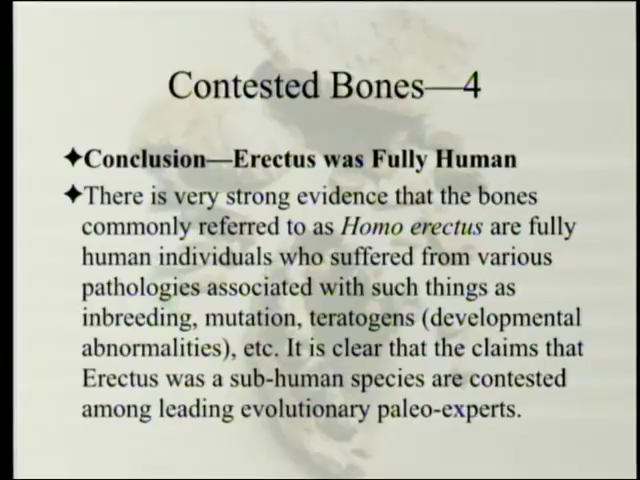 Contested Bones—4
✦Conclusion—Erectus was Fully Human
✦There is very strong evidence that the bones
commonly referred to as Homo erectus are fully
human individuals who suffered from various
pathologies associated with such things as
inbreeding, mutation, teratogens (developmental
abnormalities), etc. It is clear that the claims that
Erectus was a sub-human species are contested
among leading evolutionary paleo-experts.